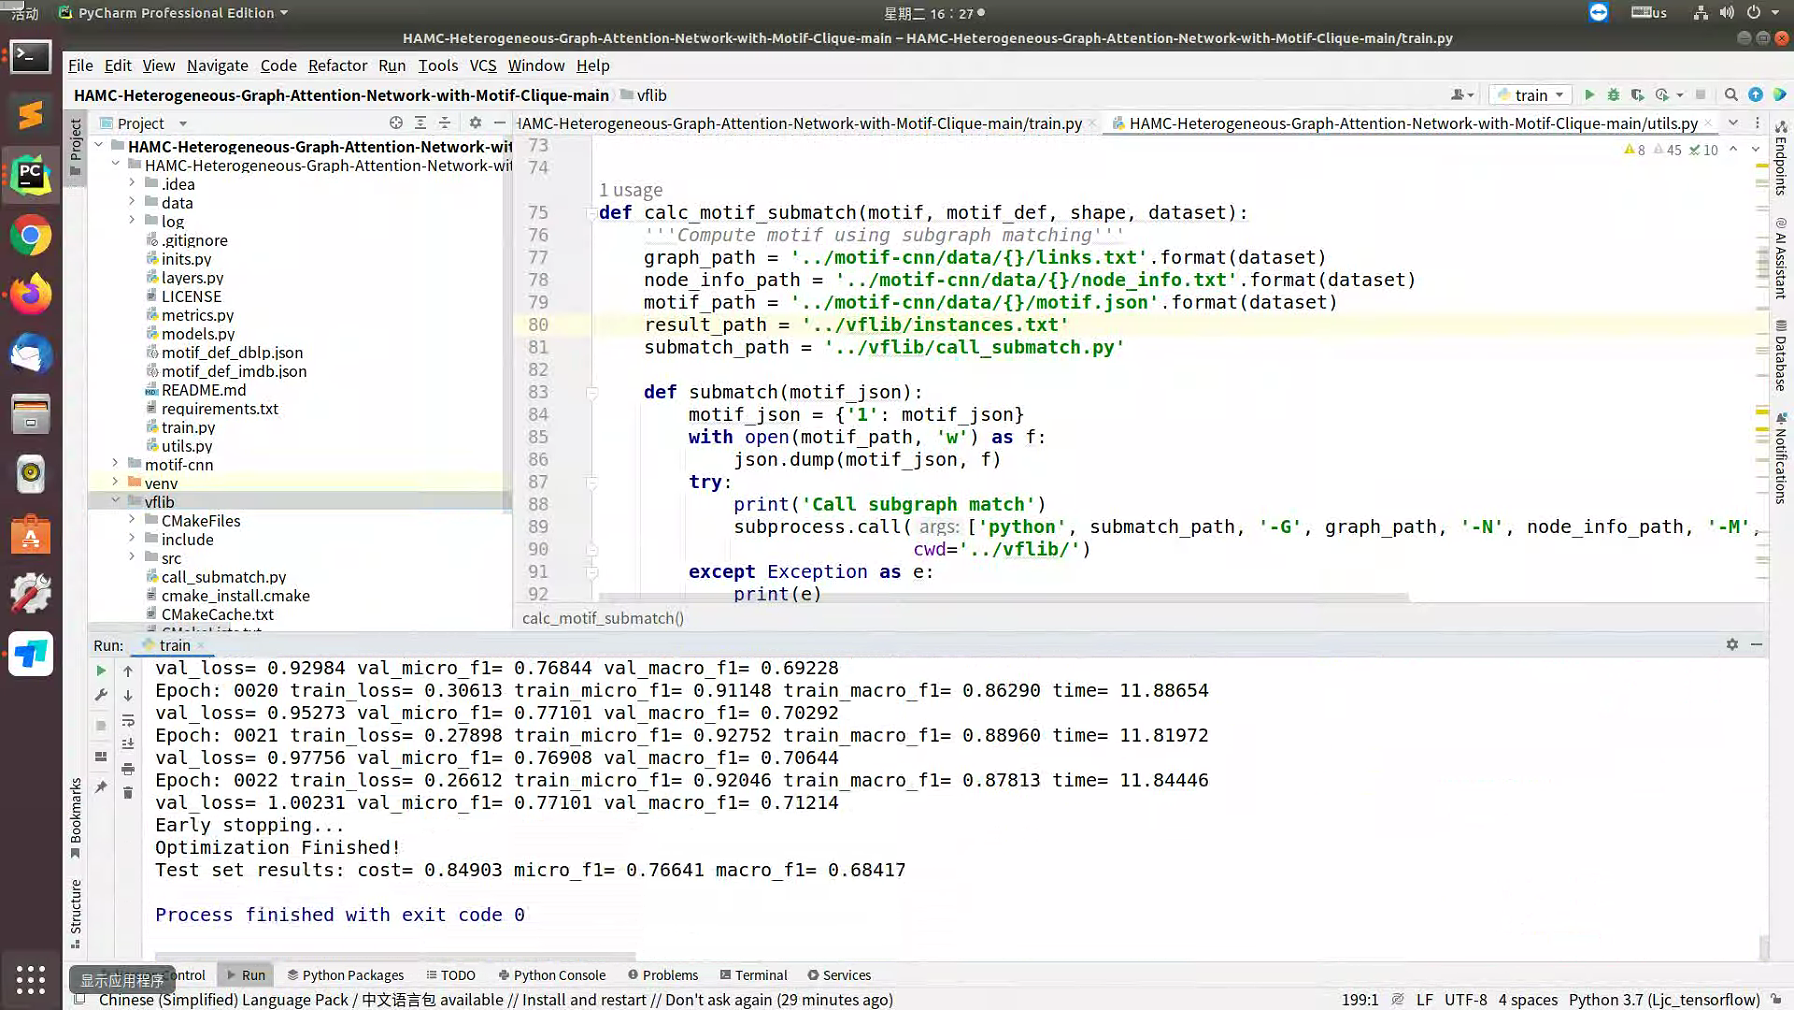 活动 PyCharm Professional Edition 星期二 16：27 us
HAMC-Heterogeneous-Graph-Attention-Network-with-Motif-Clique-main – HAMC-Heterogeneous-Graph-Attention-Network-with-Motif-Clique-main/train.py
File Edit View Navigate Code Refactor Run Tools VCS Window Help
HAMC-Heterogeneous-Graph-Attention-Network-with-Motif-Clique-main vflib train
Project
HAMC-Heterogeneous-Graph-Attention-Network-with-Motif-Clique-main/train.py HAMC-Heterogeneous-Graph-Attention-Network-with-Motif-Clique-main/utils.py
Project
HAMC-Heterogeneous-Graph-Attention-Network-wit
HAMC-Heterogeneous-Graph-Attention-Network-w
.idea
data
log
.gitignore
inits.py
layers.py
LICENSE
metrics.py
models.py
motif_def_dblp.json
motif_def_imdb.json
README.md
requirements.txt
train.py
utils.py
motif-cnn
venv
vflib
CMakeFiles
include
src
call_submatch.py
cmake_install.cmake
CMakeCache.txt
8 45 10
73
74
1 usage
75 def calc_motif_submatch(motif, motif_def, shape, dataset):
76 '''Compute motif using subgraph matching'''
77 graph_path = '../motif-cnn/data/{}/links.txt'.format(dataset)
78 node_info_path = '../motif-cnn/data/{}/node_info.txt'.format(dataset)
79 motif_path = '../motif-cnn/data/{}/motif.json'.format(dataset)
80 result_path = '../vflib/instances.txt'
81 submatch_path = '../vflib/call_submatch.py'
82
83 def submatch(motif_json):
84 motif_json = {'1': motif_json}
85 with open(motif_path, 'w') as f:
86 json.dump(motif_json, f)
87 try:
88 print('Call subgraph match')
89 subprocess.call( args: ['python', submatch_path, '-G', graph_path, '-N', node_info_path, '-M',
90 cwd='../vflib/')
91 except Exception as e:
92 print(e)
calc_motif_submatch()
Endpoints
AI Assistant
Database
Notifications
Run: train
val_loss= 0.92984 val_micro_f1= 0.76844 val_macro_f1= 0.69228
Epoch: 0020 train_loss= 0.30613 train_micro_f1= 0.91148 train_macro_f1= 0.86290 time= 11.88654
val_loss= 0.95273 val_micro_f1= 0.77101 val_macro_f1= 0.70292
Epoch: 0021 train_loss= 0.27898 train_micro_f1= 0.92752 train_macro_f1= 0.88960 time= 11.81972
val_loss= 0.97756 val_micro_f1= 0.76908 val_macro_f1= 0.70644
Epoch: 0022 train_loss= 0.26612 train_micro_f1= 0.92046 train_macro_f1= 0.87813 time= 11.84446
val_loss= 1.00231 val_micro_f1= 0.77101 val_macro_f1= 0.71214
Early stopping...
Optimization Finished!
Test set results: cost= 0.84903 micro_f1= 0.76641 macro_f1= 0.68417
Process finished with exit code 0
Bookmarks
Structure
显示应用程序 Control Run Python Packages TODO Python Console Problems Terminal Services
Chinese (Simplified) Language Pack / 中文语言包 available // Install and restart // Don't ask again (29 minutes ago) 199:1 LF UTF-8 4 spaces Python 3.7 (Ljc_tensorflow)